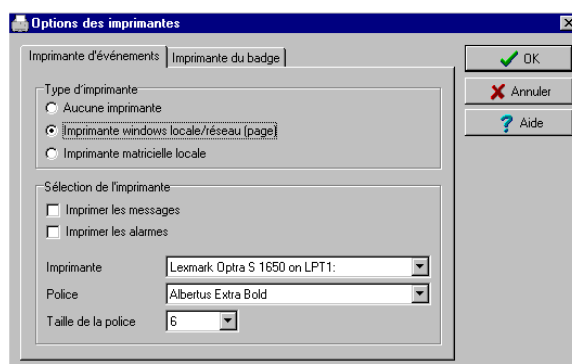 Options des imprimantes
Imprimante d'événements
Imprimante du badge
OK
Annuler
Aide
Type d'imprimante
Aucune imprimante
Imprimante windows locale/réseau (page)
Imprimante matricielle locale
Sélection de l'imprimante
Imprimer les messages
Imprimer les alarmes
Imprimante
Lexmark Optra S 1650 on LPT1:
Police
Albertus Extra Bold
Taille de la police
6